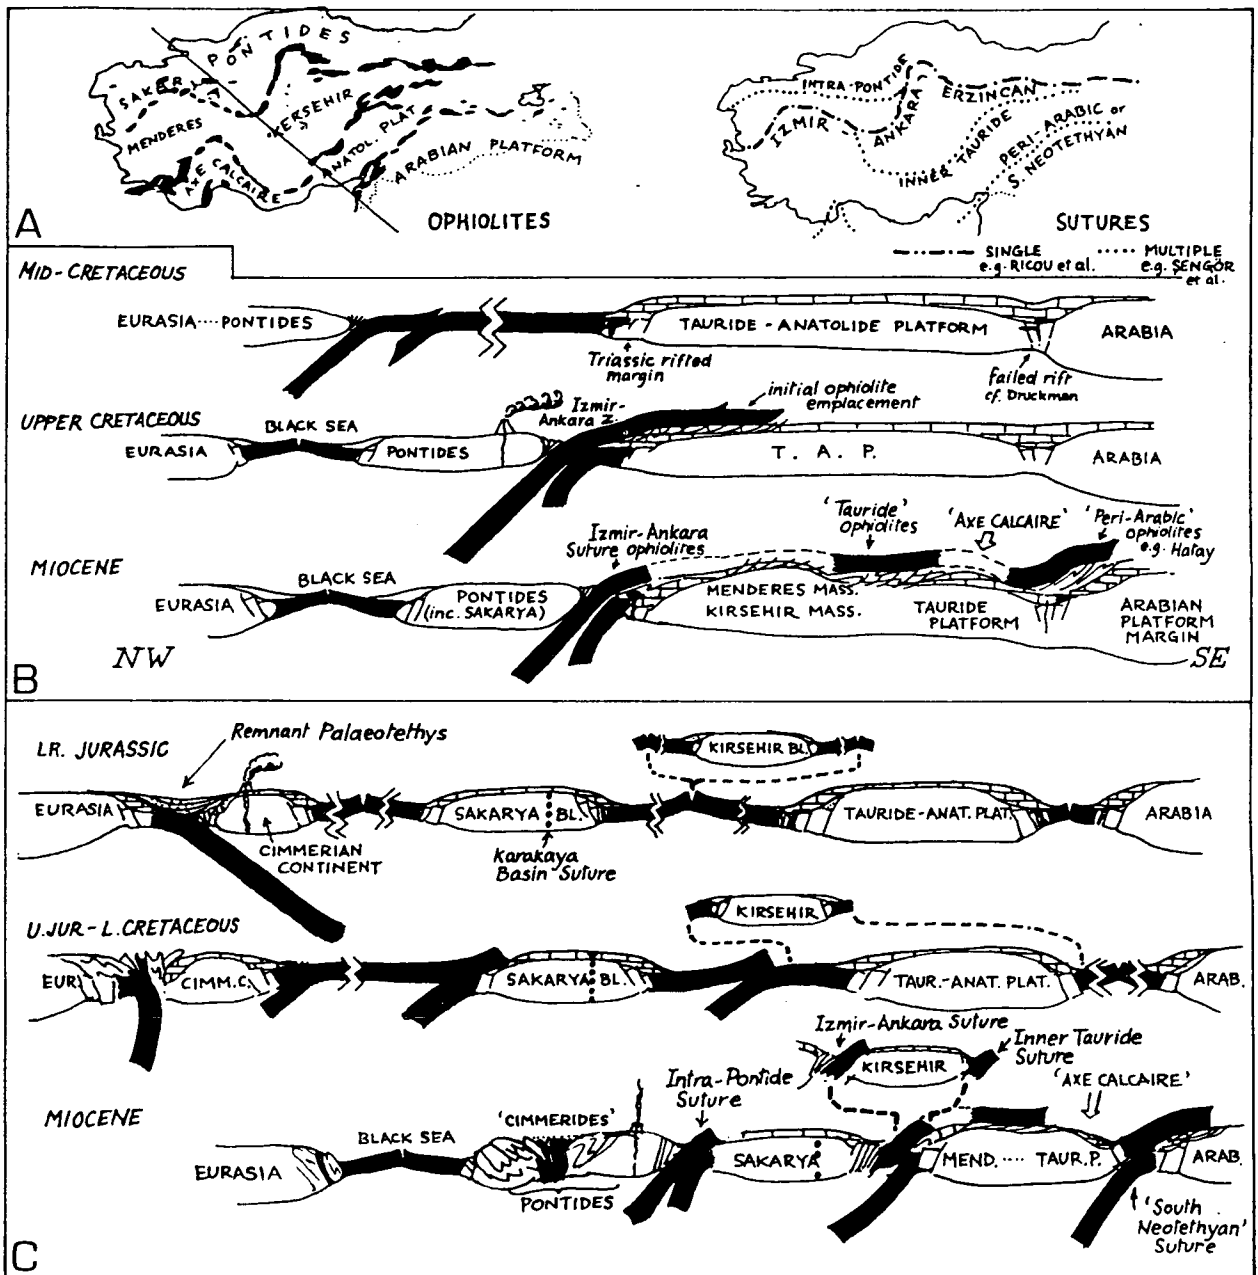 PONTIDES
SAKARYA
MENDERES
KERSEHIR
ANATOL. PLAT
AXE CALCAIRE
ARABIAN PLATFORM
OPHIOLITES
A
INTRA-PONTIDE
IZMIR-
ANKARA-
ERZINCAN
INNER TAURIDE
PERI-ARABIC or
S. NEOTETHYAN
SUTURES
SINGLE
e.g. RICOU et al.
MULTIPLE
e.g. ŞENGÖR
et al.
MID-CRETACEOUS
EURASIA····PONTIDES
TAURIDE-ANATOLIDE PLATFORM
ARABIA
Triassic rifted
margin
failed rift
cf. Druckman
UPPER CRETACEOUS
BLACK SEA
EURASIA
PONTIDES
Izmir-
Ankara Z.
initial ophiolite
emplacement
T. A. P.
ARABIA
MIOCENE
BLACK SEA
EURASIA
PONTIDES
(inc. SAKARYA)
Izmir-Ankara
Suture ophiolites
'Tauride'
ophiolites
'AXE CALCAIRE'
'Peri-Arabic'
ophiolites
e.g. Hatay
MENDERES MASS.
KIRSEHIR MASS.
TAURIDE
PLATFORM
ARABIAN
PLATFORM
MARGIN
NW
SE
B
LR. JURASSIC
Remnant Palaeotethys
KIRSEHIR BL.
EURASIA
CIMMERIAN
CONTINENT
SAKARYA BL.
Karakaya
Basin Suture
TAURIDE-ANAT. PLAT.
ARABIA
U.JUR-L.CRETACEOUS
KIRSEHIR
EUR.
CIMM.C.
SAKARYA BL.
TAUR.-ANAT. PLAT.
ARAB.
Izmir-Ankara Suture
KIRSEHIR
Inner Tauride
Suture
MIOCENE
BLACK SEA
EURASIA
'CIMMERIDES'
PONTIDES
Intra-Pontide
Suture
SAKARYA
'AXE CALCAIRE'
MEND. ···· TAUR.P.
ARAB.
'South
Neotethyan'
Suture
C